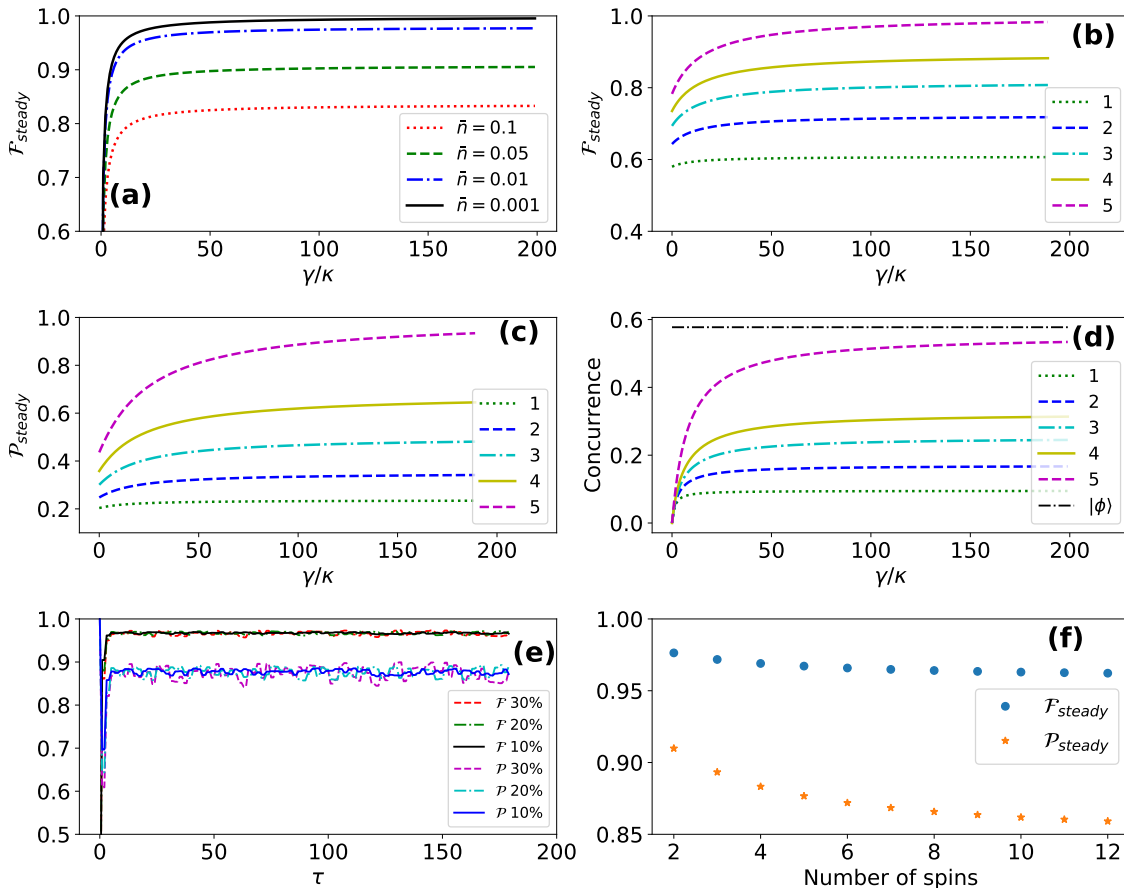 1.0
0.9
0.8
0.7
0.6
ℱsteady
(a)
n̄ = 0.1
n̄ = 0.05
n̄ = 0.01
n̄ = 0.001
0 50 100 150 200
γ/κ
1.0
0.8
0.6
0.4
ℱsteady
(b)
1
2
3
4
5
0 50 100 150 200
γ/κ
1.0
0.8
0.6
0.4
0.2
𝒫steady
(c)
1
2
3
4
5
0 50 100 150 200
γ/κ
0.6
0.4
0.2
0.0
Concurrence
(d)
1
2
3
4
5
|ϕ⟩
0 50 100 150 200
γ/κ
1.0
0.9
0.8
0.7
0.6
0.5
(e)
ℱ 30%
ℱ 20%
ℱ 10%
𝒫 30%
𝒫 20%
𝒫 10%
0 50 100 150 200
τ
1.00
0.95
0.90
0.85
(f)
ℱsteady
𝒫steady
2 4 6 8 10 12
Number of spins